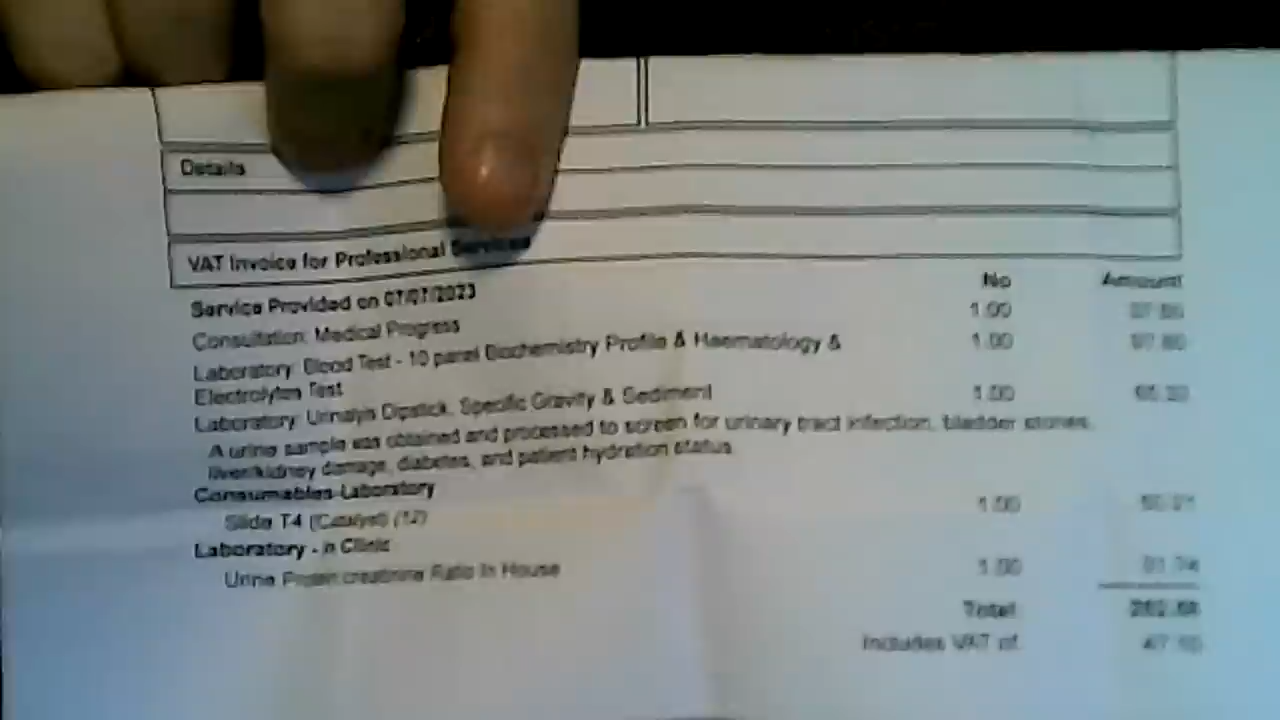 Details
VAT Invoice for Professional Services
No Amount
Service Provided on 07/07/2023
Consultation: Medical Progress 1.00
Laboratory: Blood Test - 10 panel Biochemistry Profile & Haematology & 1.00
Electrolytes Test
Laboratory: Urinalyis Dipstick, Specific Gravity & Sediment 1.00
A urine sample was obtained and processed to screen for urinary tract infection, bladder stones,
liver/kidney damage, diabetes, and patient hydration status.
Consumables-Laboratory
Slide T4 (Catalyst) (12) 1.00
Laboratory - In Clinic
Urine Protein:creatinine Ratio In House 1.00
Total:
Includes VAT of: